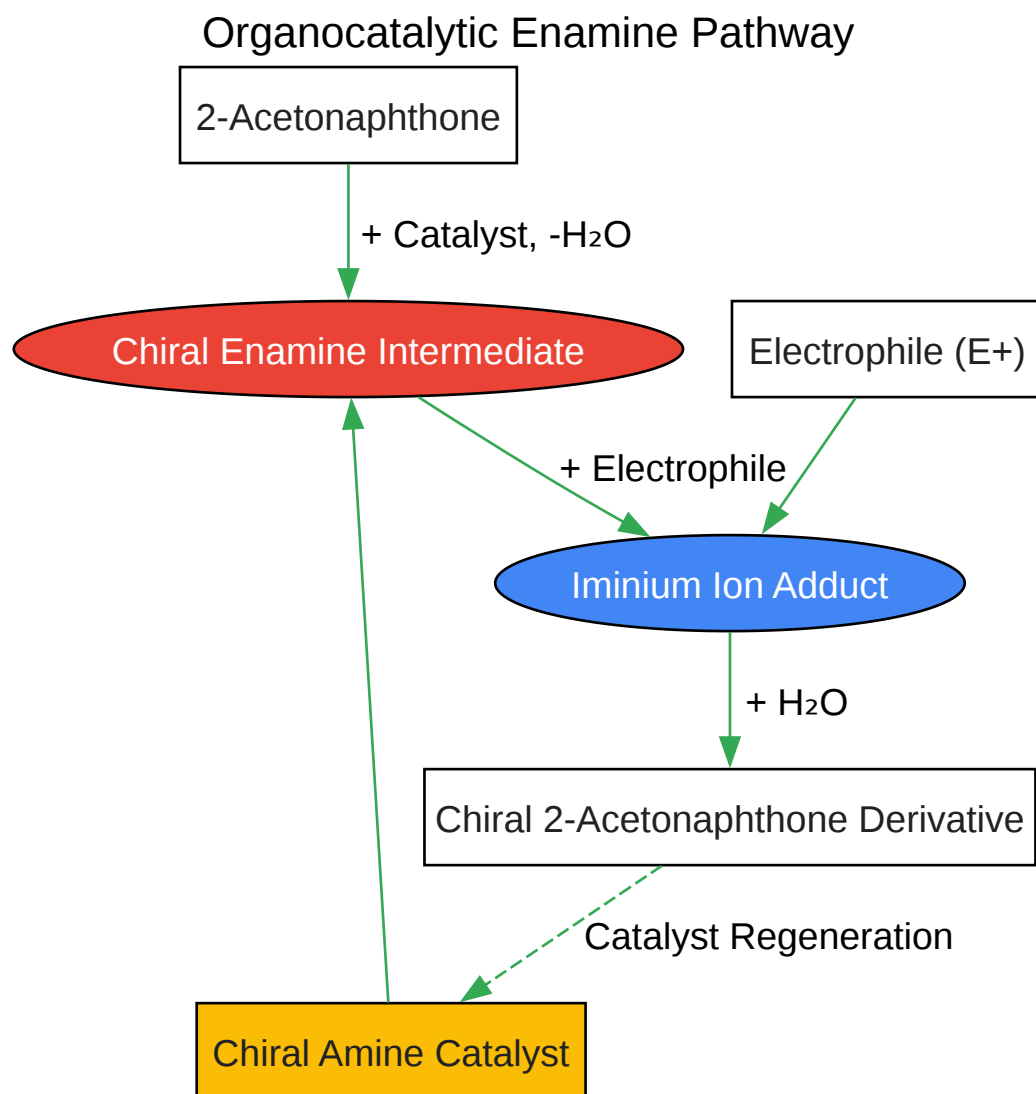 Organocatalytic Enamine Pathway
2-Acetonaphthone
+ Catalyst, -H₂O
Chiral Enamine Intermediate
Electrophile (E+)
+ Electrophile
Iminium Ion Adduct
+ H₂O
Chiral 2-Acetonaphthone Derivative
Catalyst Regeneration
Chiral Amine Catalyst